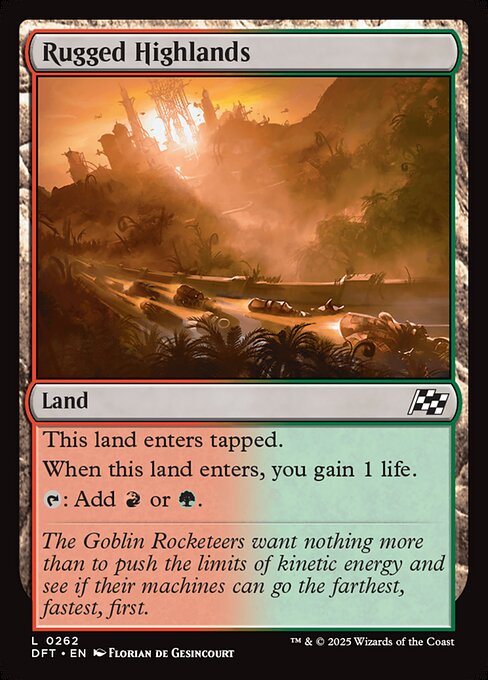 Rugged Highlands
Land
This land enters tapped.
When this land enters, you gain 1 life.
: Add or .
The Goblin Rocketeers want nothing more
than to push the limits of kinetic energy and
see if their machines can go the farthest,
fastest, first.
L 0262
DFT • EN Florian de Gesincourt
™ & © 2025 Wizards of the Coast